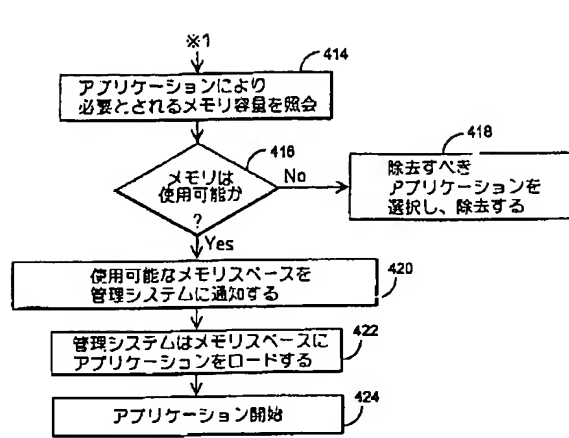 ※1
414
アプリケーションにより
必要とされるメモリ容量を照会
416
メモリは
使用可能か
?
No
418
除去すべき
アプリケーションを
選択し、除去する
Yes
使用可能なメモリスペースを
管理システムに通知する
420
管理システムはメモリスペースに
アプリケーションをロードする
422
アプリケーション開始
424